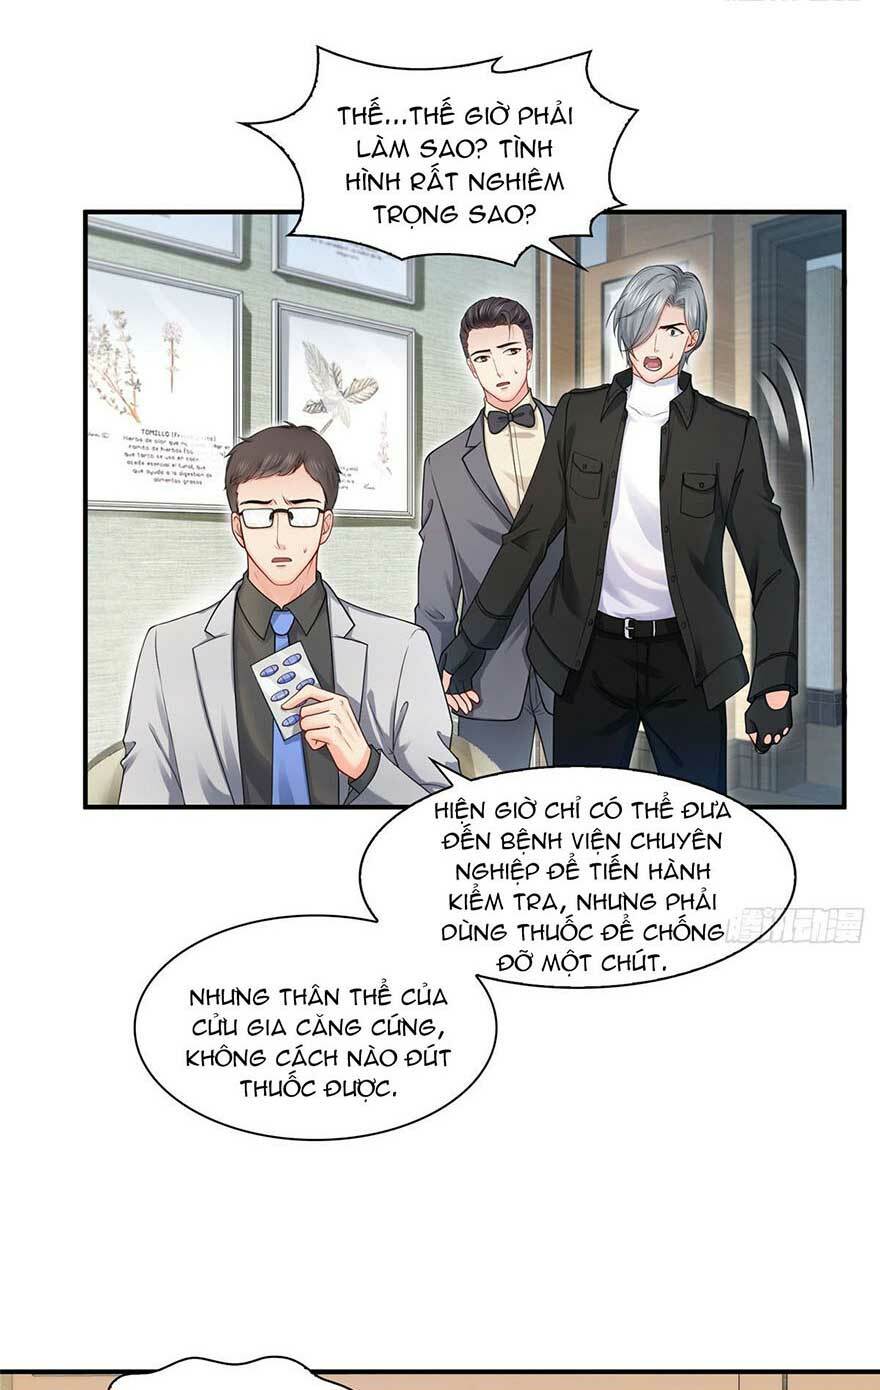 THẾ...THẾ GIỜ PHẢI
LÀM SAO? TÌNH
HÌNH RẤT NGHIÊM
TRỌNG SAO?
TOMILLO
HIỆN GIỜ CHỈ CÓ THỂ ĐƯA
ĐẾN BỆNH VIỆN CHUYÊN
NGHIỆP ĐỂ TIẾN HÀNH
KIỂM TRA, NHƯNG PHẢI
DÙNG THUỐC ĐỂ CHỐNG
ĐỠ MỘT CHÚT.
NHƯNG THÂN THỂ CỦA
CỬU GIA CĂNG CỨNG,
KHÔNG CÁCH NÀO ĐÚT
THUỐC ĐƯỢC.